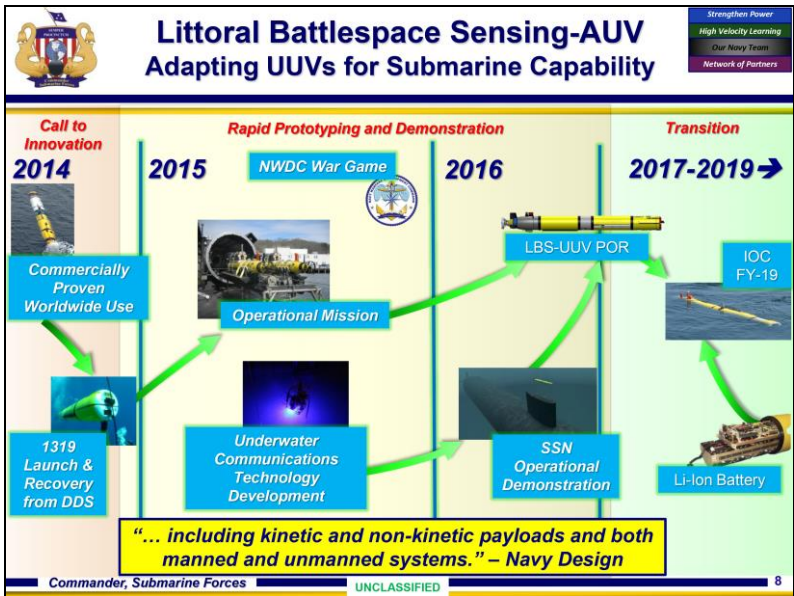 Littoral Battlespace Sensing-AUV
Adapting UUVs for Submarine Capability
Strengthen Power
High Velocity Learning
Our Navy Team
Network of Partners
Call to
Innovation
Rapid Prototyping and Demonstration
Transition
2014
2015
NWDC War Game
2016
2017-2019
Commercially
Proven
Worldwide Use
Operational Mission
LBS-UUV POR
IOC
FY-19
1319
Launch &
Recovery
from DDS
Underwater
Communications
Technology
Development
SSN
Operational
Demonstration
Li-Ion Battery
“… including kinetic and non-kinetic payloads and both
manned and unmanned systems.” – Navy Design
Commander, Submarine Forces
UNCLASSIFIED
8